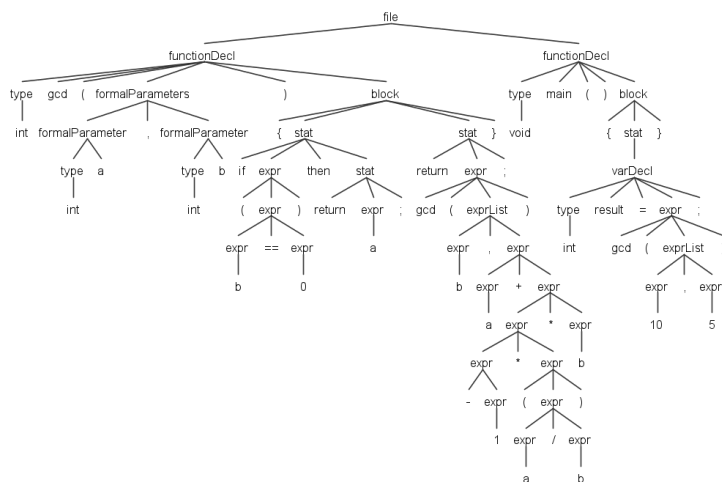 file
functionDecl functionDecl
type gcd ( formalParameters ) block type main ( ) block
int formalParameter , formalParameter { stat stat } void { stat }
type a type b if expr then stat return expr ; varDecl
int int ( expr ) return expr ; gcd ( exprList ) type result = expr ;
expr == expr a expr , expr int gcd ( exprList
b 0 b expr + expr expr , expr
a expr * expr 10 5
expr * expr b
- expr ( expr )
1 expr / expr
a b